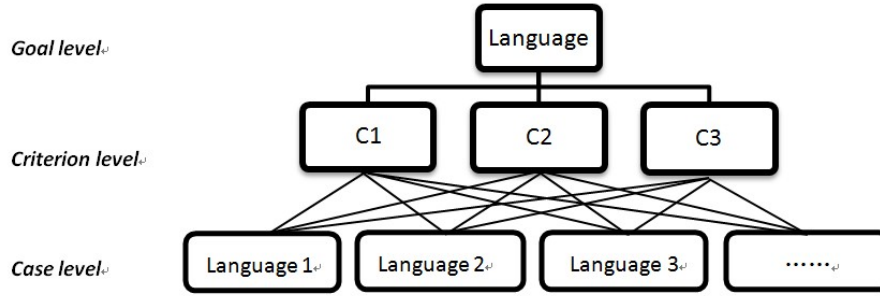 Language
Goal level
C1 C2 C3
Criterion level
Language 1 Language 2 Language 3 ......
Case level